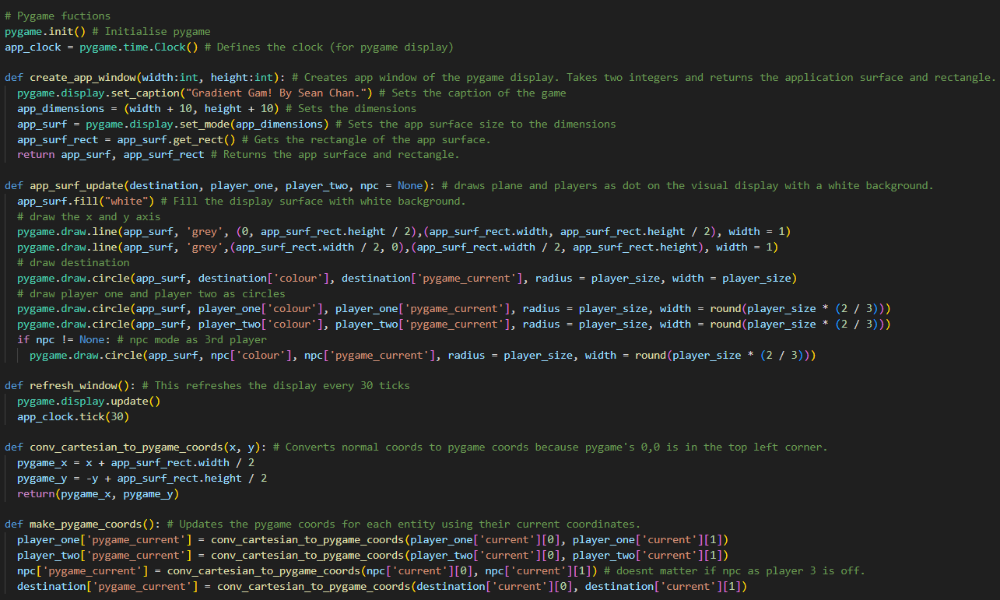 # Pygame fuctions
pygame.init() # Initialise pygame
app_clock = pygame.time.Clock() # Defines the clock (for pygame display)

def create_app_window(width:int, height:int): # Creates app window of the pygame display. Takes two integers and returns the application surface and rectangle.
  pygame.display.set_caption("Gradient Gam! By Sean Chan.") # Sets the caption of the game
  app_dimensions = (width + 10, height + 10) # Sets the dimensions
  app_surf = pygame.display.set_mode(app_dimensions) # Sets the app surface size to the dimensions
  app_surf_rect = app_surf.get_rect() # Gets the rectangle of the app surface.
  return app_surf, app_surf_rect # Returns the app surface and rectangle.

def app_surf_update(destination, player_one, player_two, npc = None): # draws plane and players as dot on the visual display with a white background.
  app_surf.fill("white") # Fill the display surface with white background.
  # draw the x and y axis
  pygame.draw.line(app_surf, 'grey', (0, app_surf_rect.height / 2),(app_surf_rect.width, app_surf_rect.height / 2), width = 1)
  pygame.draw.line(app_surf, 'grey',(app_surf_rect.width / 2, 0),(app_surf_rect.width / 2, app_surf_rect.height), width = 1)
  # draw destination
  pygame.draw.circle(app_surf, destination['colour'], destination['pygame_current'], radius = player_size, width = player_size)
  # draw player one and player two as circles
  pygame.draw.circle(app_surf, player_one['colour'], player_one['pygame_current'], radius = player_size, width = round(player_size * (2 / 3)))
  pygame.draw.circle(app_surf, player_two['colour'], player_two['pygame_current'], radius = player_size, width = round(player_size * (2 / 3)))
  if npc != None: # npc mode as 3rd player
    pygame.draw.circle(app_surf, npc['colour'], npc['pygame_current'], radius = player_size, width = round(player_size * (2 / 3)))

def refresh_window(): # This refreshes the display every 30 ticks
  pygame.display.update()
  app_clock.tick(30)

def conv_cartesian_to_pygame_coords(x, y): # Converts normal coords to pygame coords because pygame's 0,0 is in the top left corner.
  pygame_x = x + app_surf_rect.width / 2
  pygame_y = -y + app_surf_rect.height / 2
  return(pygame_x, pygame_y)

def make_pygame_coords(): # Updates the pygame coords for each entity using their current coordinates.
  player_one['pygame_current'] = conv_cartesian_to_pygame_coords(player_one['current'][0], player_one['current'][1])
  player_two['pygame_current'] = conv_cartesian_to_pygame_coords(player_two['current'][0], player_two['current'][1])
  npc['pygame_current'] = conv_cartesian_to_pygame_coords(npc['current'][0], npc['current'][1]) # doesnt matter if npc as player 3 is off.
  destination['pygame_current'] = conv_cartesian_to_pygame_coords(destination['current'][0], destination['current'][1])